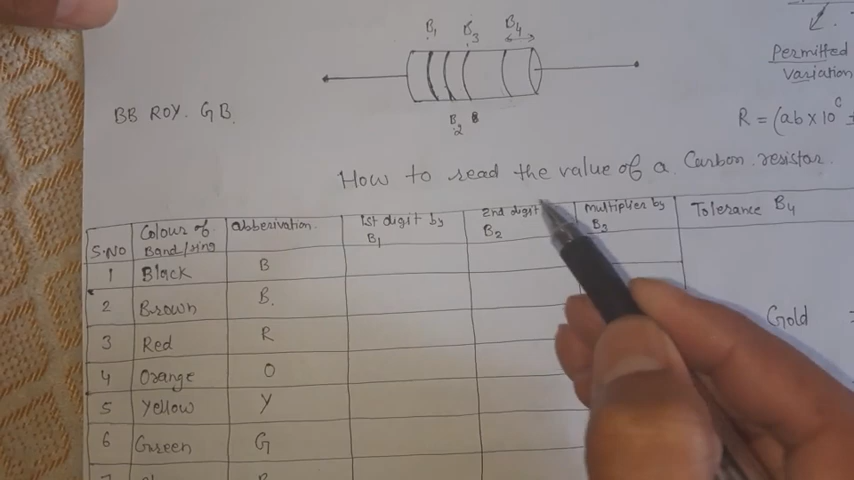 B1 B3 B4
BB ROY. GB.
B2 8
Permitted
Variation
R = (ab x 10^c ±
How to read the value of a Carbon resistor.
S.NO Colour of Band/ring abberivation. 1st digit by B1 2nd digit B2 multiplier by B3 Tolerance B4
1 Black B
2 Brown B.
3 Red R
Gold =
4 Orange O
5 Yellow Y
6 Green G